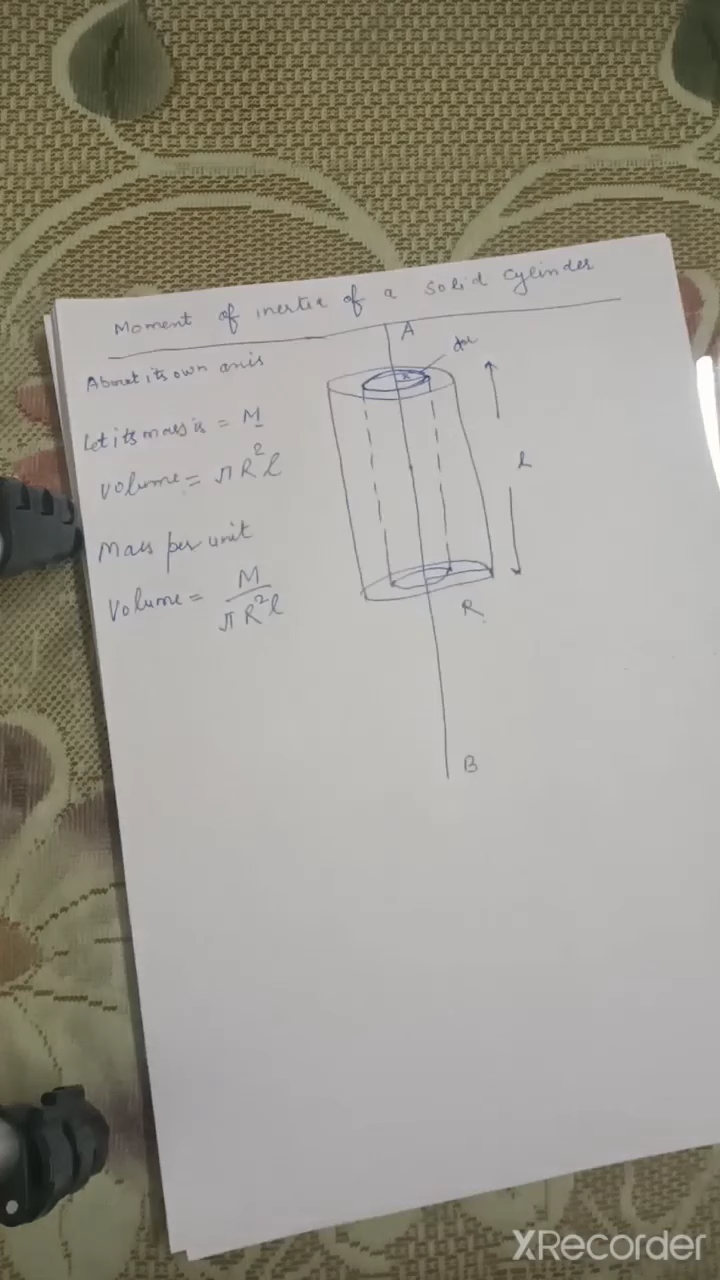 Moment of inertia of a solid cylinder
About its own axis
Let its mass is = M
Volume = πR²l
Mass per unit
Volume = M / πR²l
A
dx
x
l
R
B
XRecorder